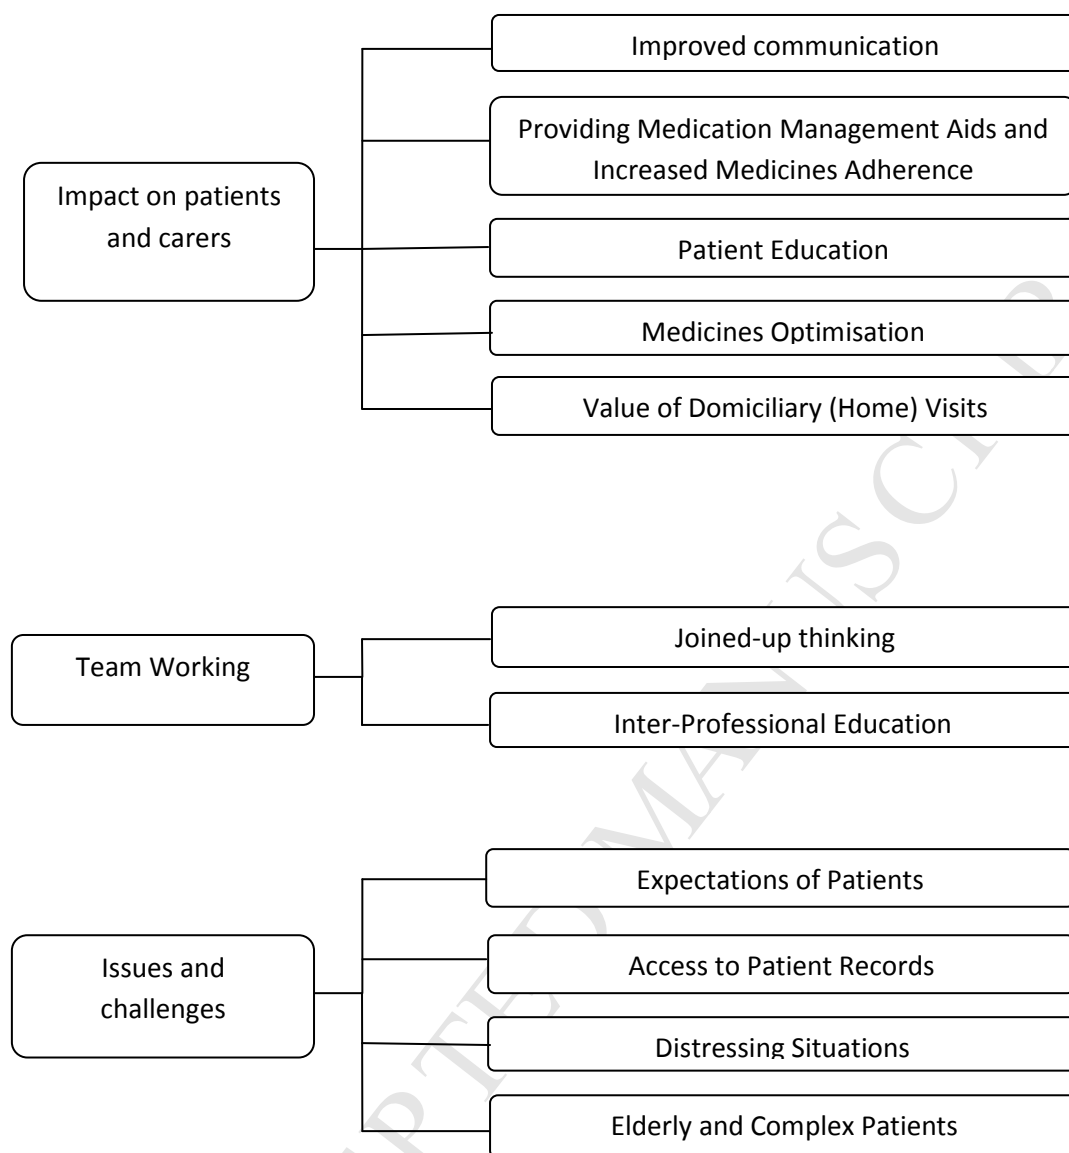 Improved communication
Providing Medication Management Aids and
Increased Medicines Adherence
Impact on patients
and carers
Patient Education
Medicines Optimisation
Value of Domiciliary (Home) Visits
Joined-up thinking
Team Working
Inter-Professional Education
Expectations of Patients
Issues and
challenges
Access to Patient Records
Distressing Situations
Elderly and Complex Patients
PTED MANUSCRIP